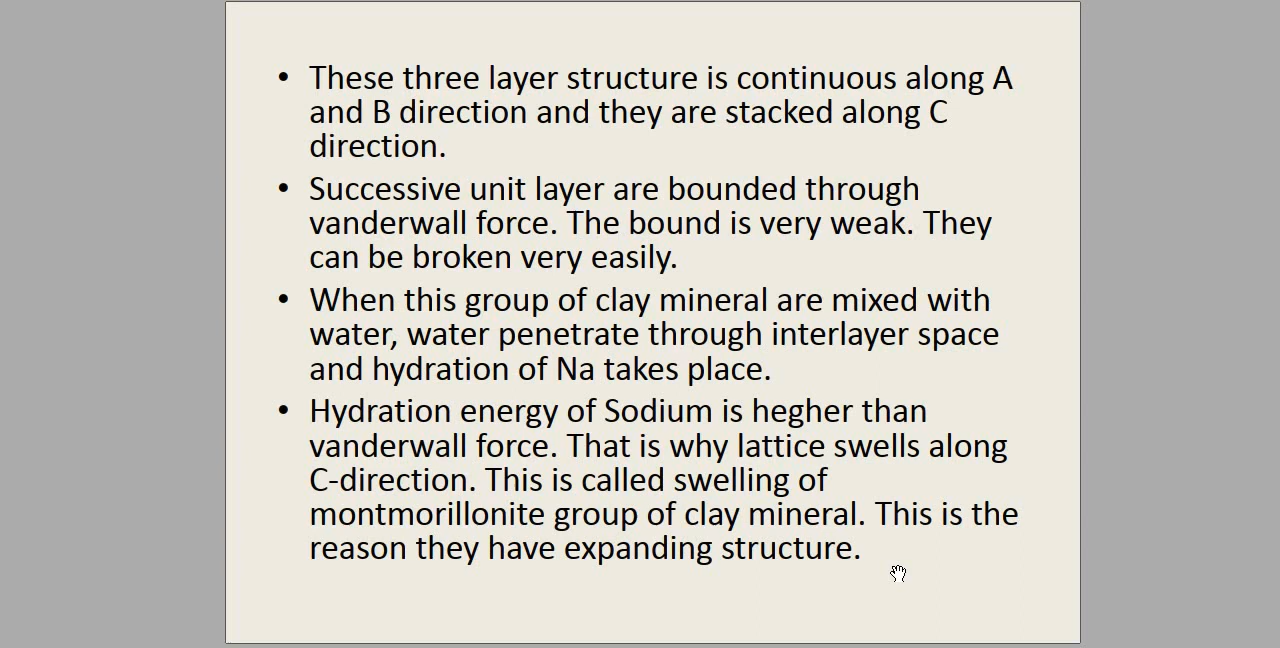 • These three layer structure is continuous along A
and B direction and they are stacked along C
direction.
• Successive unit layer are bounded through
vanderwall force. The bound is very weak. They
can be broken very easily.
• When this group of clay mineral are mixed with
water, water penetrate through interlayer space
and hydration of Na takes place.
• Hydration energy of Sodium is hegher than
vanderwall force. That is why lattice swells along
C-direction. This is called swelling of
montmorillonite group of clay mineral. This is the
reason they have expanding structure.